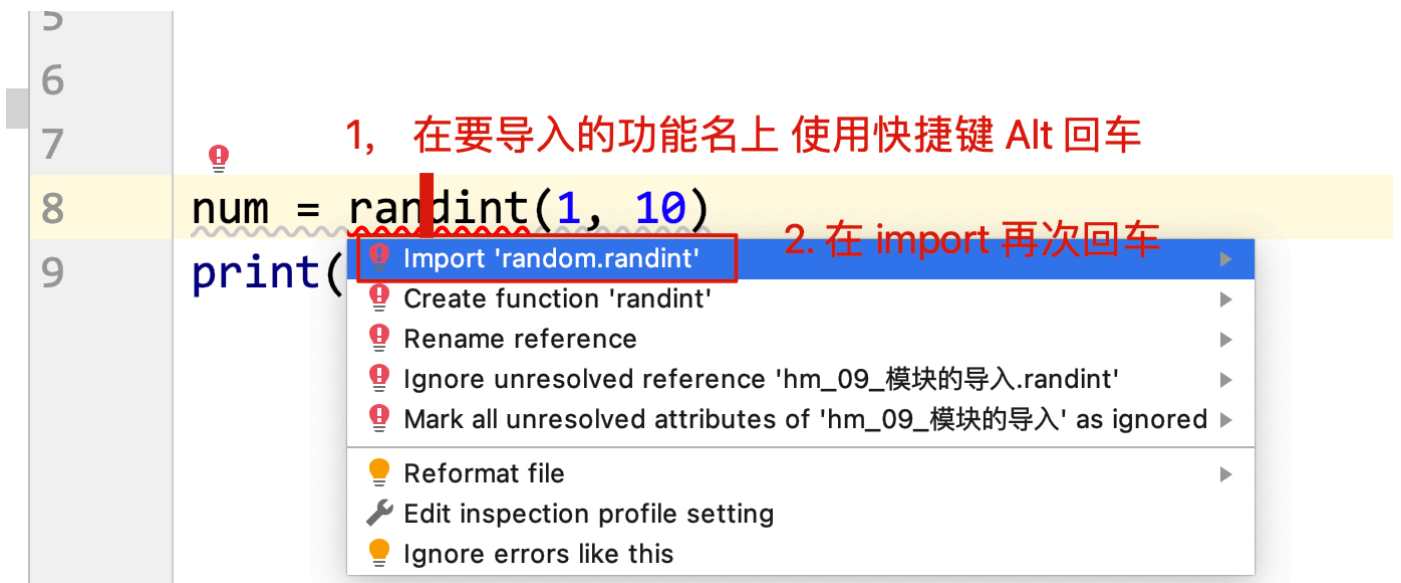 5
6
7
1, 在要导入的功能名上 使用快捷键 Alt 回车
8
num = randint(1, 10)
2. 在 import 再次回车
9
print(
Import 'random.randint'
Create function 'randint'
Rename reference
Ignore unresolved reference 'hm_09_模块的导入.randint'
Mark all unresolved attributes of 'hm_09_模块的导入' as ignored
Reformat file
Edit inspection profile setting
Ignore errors like this